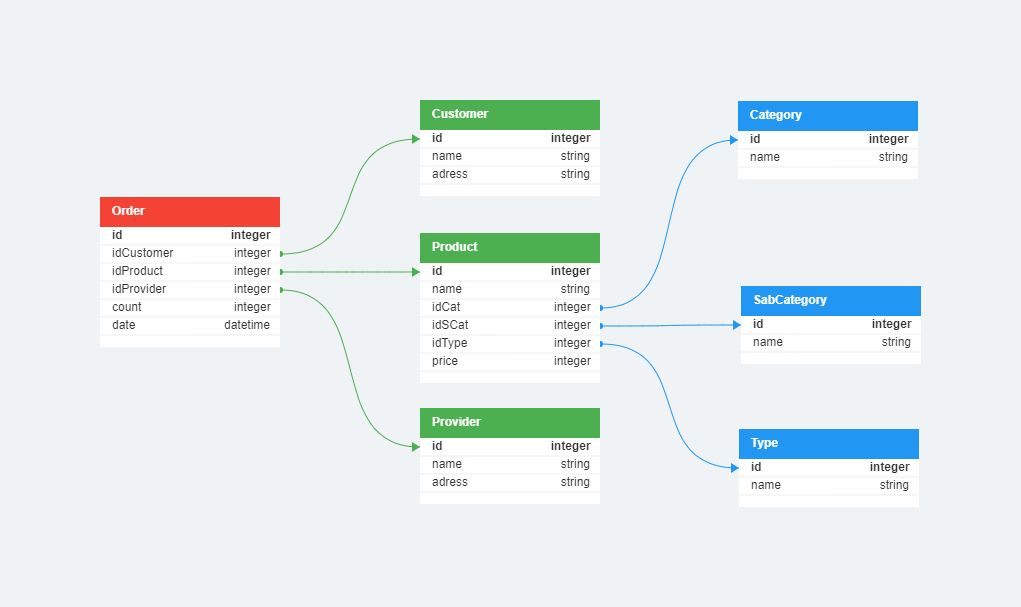 Order
id integer
idCustomer integer
idProduct integer
idProvider integer
count integer
date datetime
Customer
id integer
name string
adress string
Product
id integer
name string
idCat integer
idSCat integer
idType integer
price integer
Provider
id integer
name string
adress string
Category
id integer
name string
SabCategory
id integer
name string
Type
id integer
name string